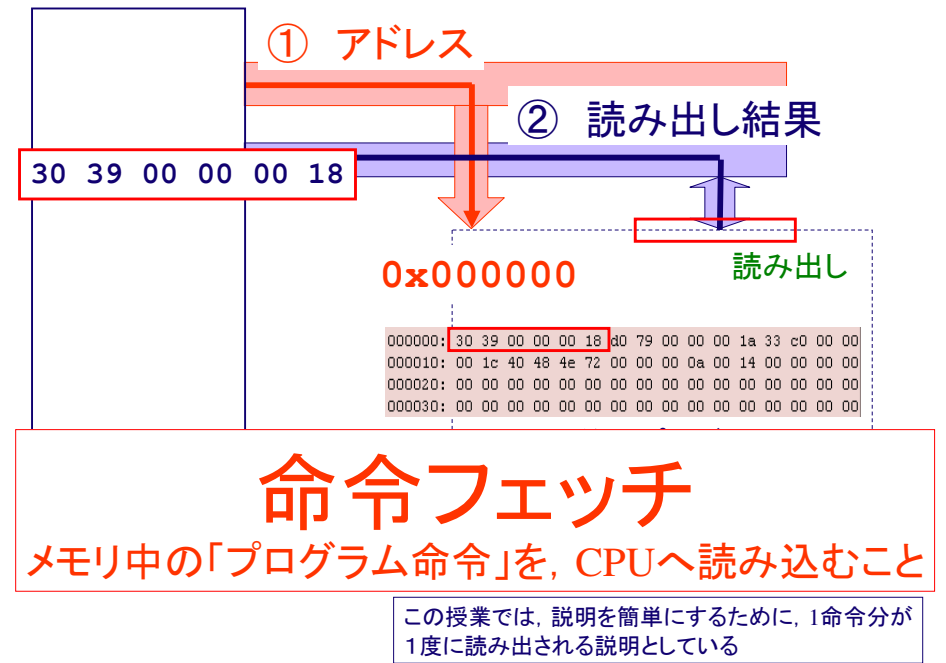 ① アドレス
② 読み出し結果
30 39 00 00 00 18
0x000000
読み出し
000000: 30 39 00 00 00 18 d0 79 00 00 00 1a 33 c0 00 00
000010: 00 1c 40 48 4e 72 00 00 00 0a 00 14 00 00 00 00
000020: 00 00 00 00 00 00 00 00 00 00 00 00 00 00 00 00
000030: 00 00 00 00 00 00 00 00 00 00 00 00 00 00 00 00
命令フェッチ
メモリ中の「プログラム命令」を, CPUへ読み込むこと
この授業では, 説明を簡単にするために, 1命令分が
１度に読み出される説明としている